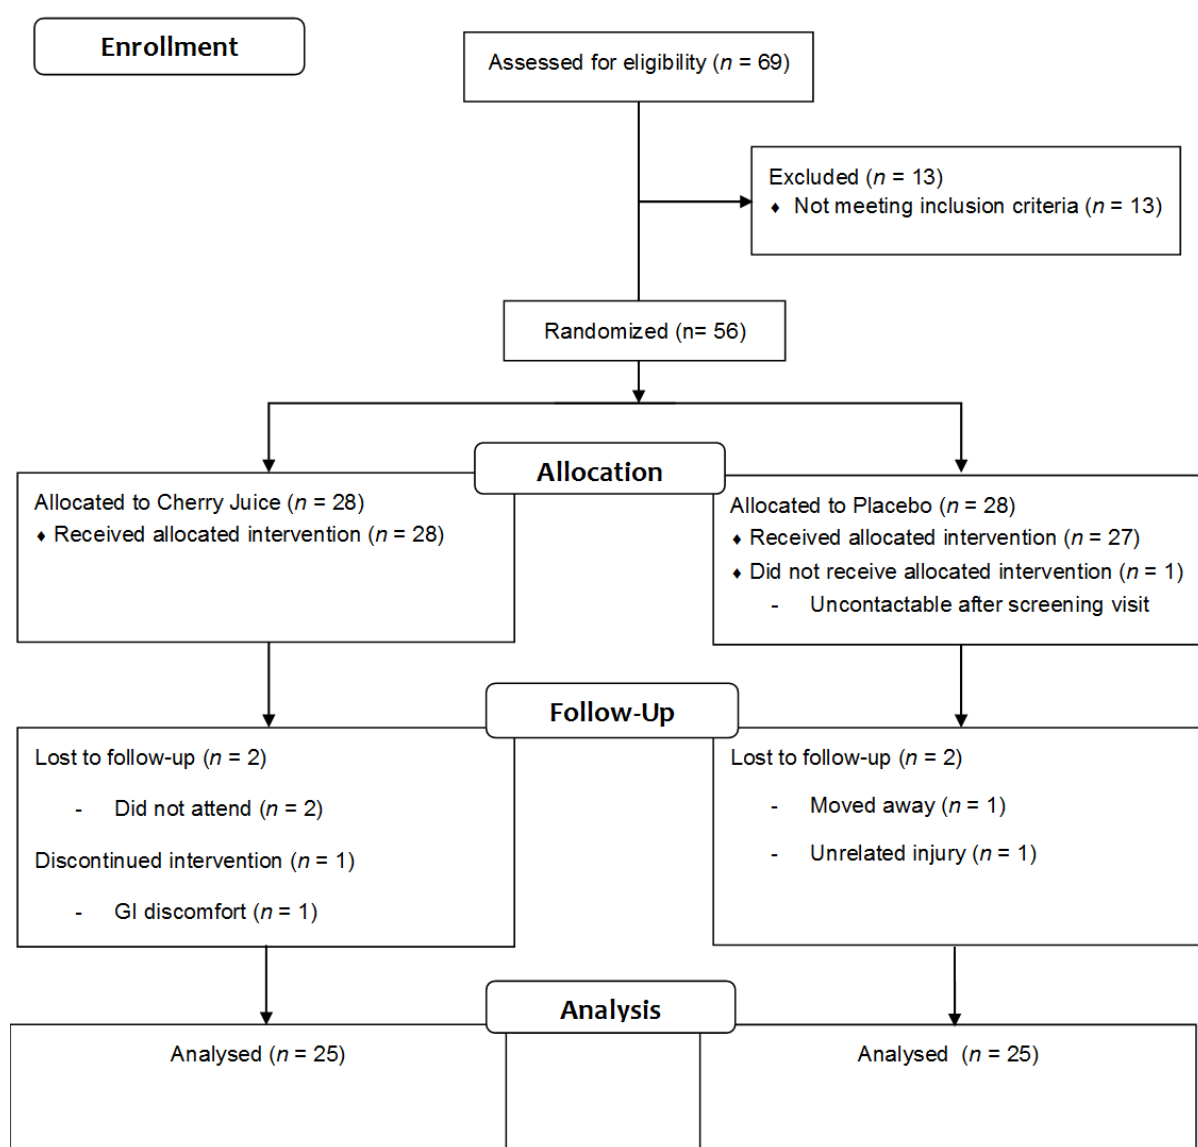 Enrollment
Assessed for eligibility (n = 69)
Excluded (n = 13)
♦ Not meeting inclusion criteria (n = 13)
Randomized (n= 56)
Allocation
Allocated to Cherry Juice (n = 28)
♦ Received allocated intervention (n = 28)
Allocated to Placebo (n = 28)
♦ Received allocated intervention (n = 27)
♦ Did not receive allocated intervention (n = 1)
- Uncontactable after screening visit
Follow-Up
Lost to follow-up (n = 2)
- Did not attend (n = 2)
Discontinued intervention (n = 1)
- GI discomfort (n = 1)
Lost to follow-up (n = 2)
- Moved away (n = 1)
- Unrelated injury (n = 1)
Analysis
Analysed (n = 25)
Analysed (n = 25)